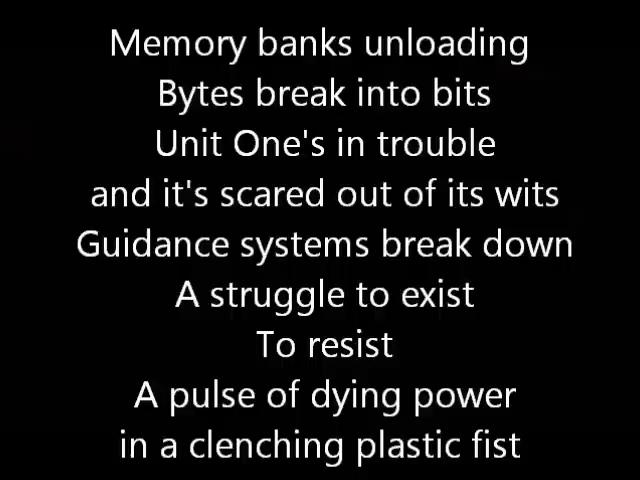 Memory banks unloading
Bytes break into bits
Unit One's in trouble
and it's scared out of its wits
Guidance systems break down
A struggle to exist
To resist
A pulse of dying power
in a clenching plastic fist